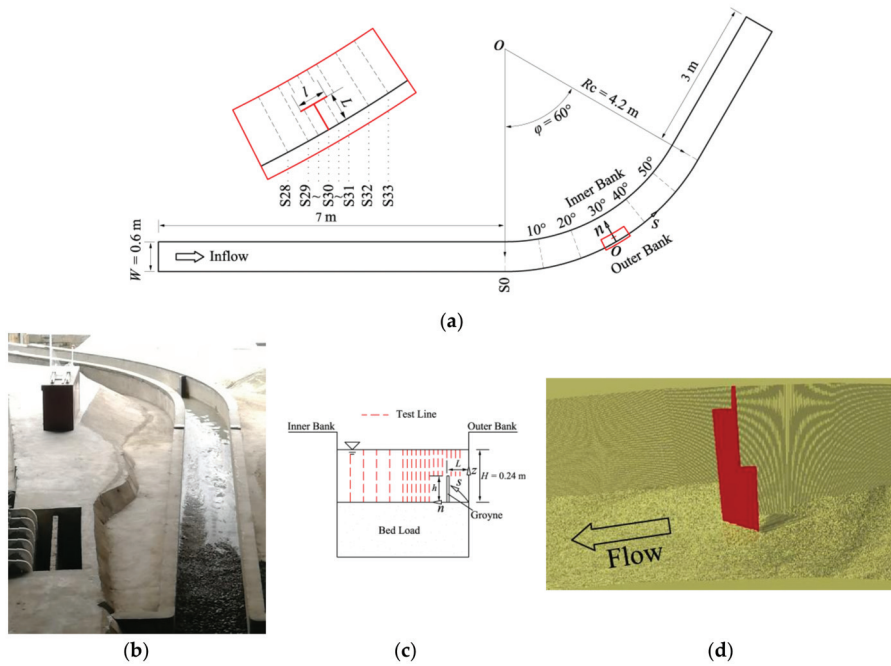 O
Rc = 4.2 m
φ = 60°
3 m
l
L
S28
S29
~
S30
~
S31
S32
S33
7 m
W = 0.6 m
Inflow
S0
10°
20°
30°
40°
50°
Inner Bank
n
o
s
Outer Bank
(a)
Test Line
Inner Bank
Outer Bank
L
z
H = 0.24 m
h
s
n
Groyne
Bed Load
Flow
(b)
(c)
(d)